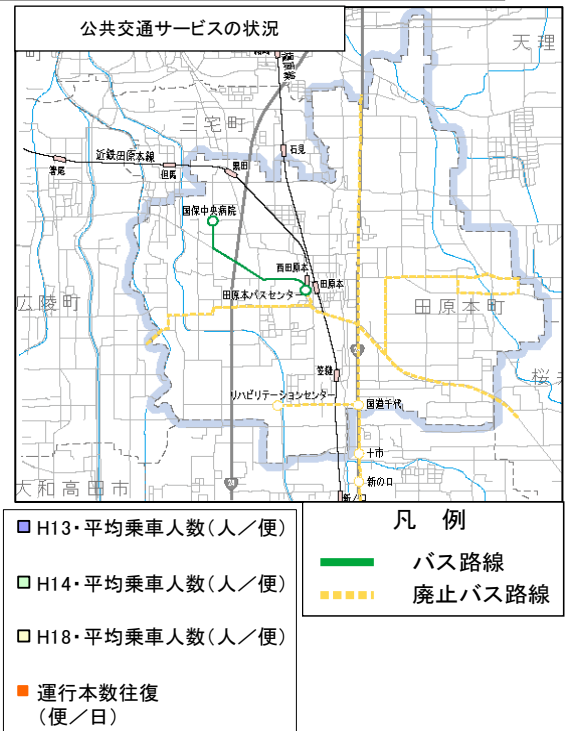 公共交通サービスの状況
天理
三宅町
石見
近鉄田原本線
箸尾
但馬
黒田
国保中央病院
西田原本
田原本
田原本バスセンター
広陵町
田原本町
24
桜井
笠縫
リハビリテーションセンター
国道千代
十市
大和高田市
24
新の口
新ノ口
凡 例
バス路線
廃止バス路線
H13・平均乗車人数(人/便)
H14・平均乗車人数(人/便)
H18・平均乗車人数(人/便)
運行本数往復
(便/日)